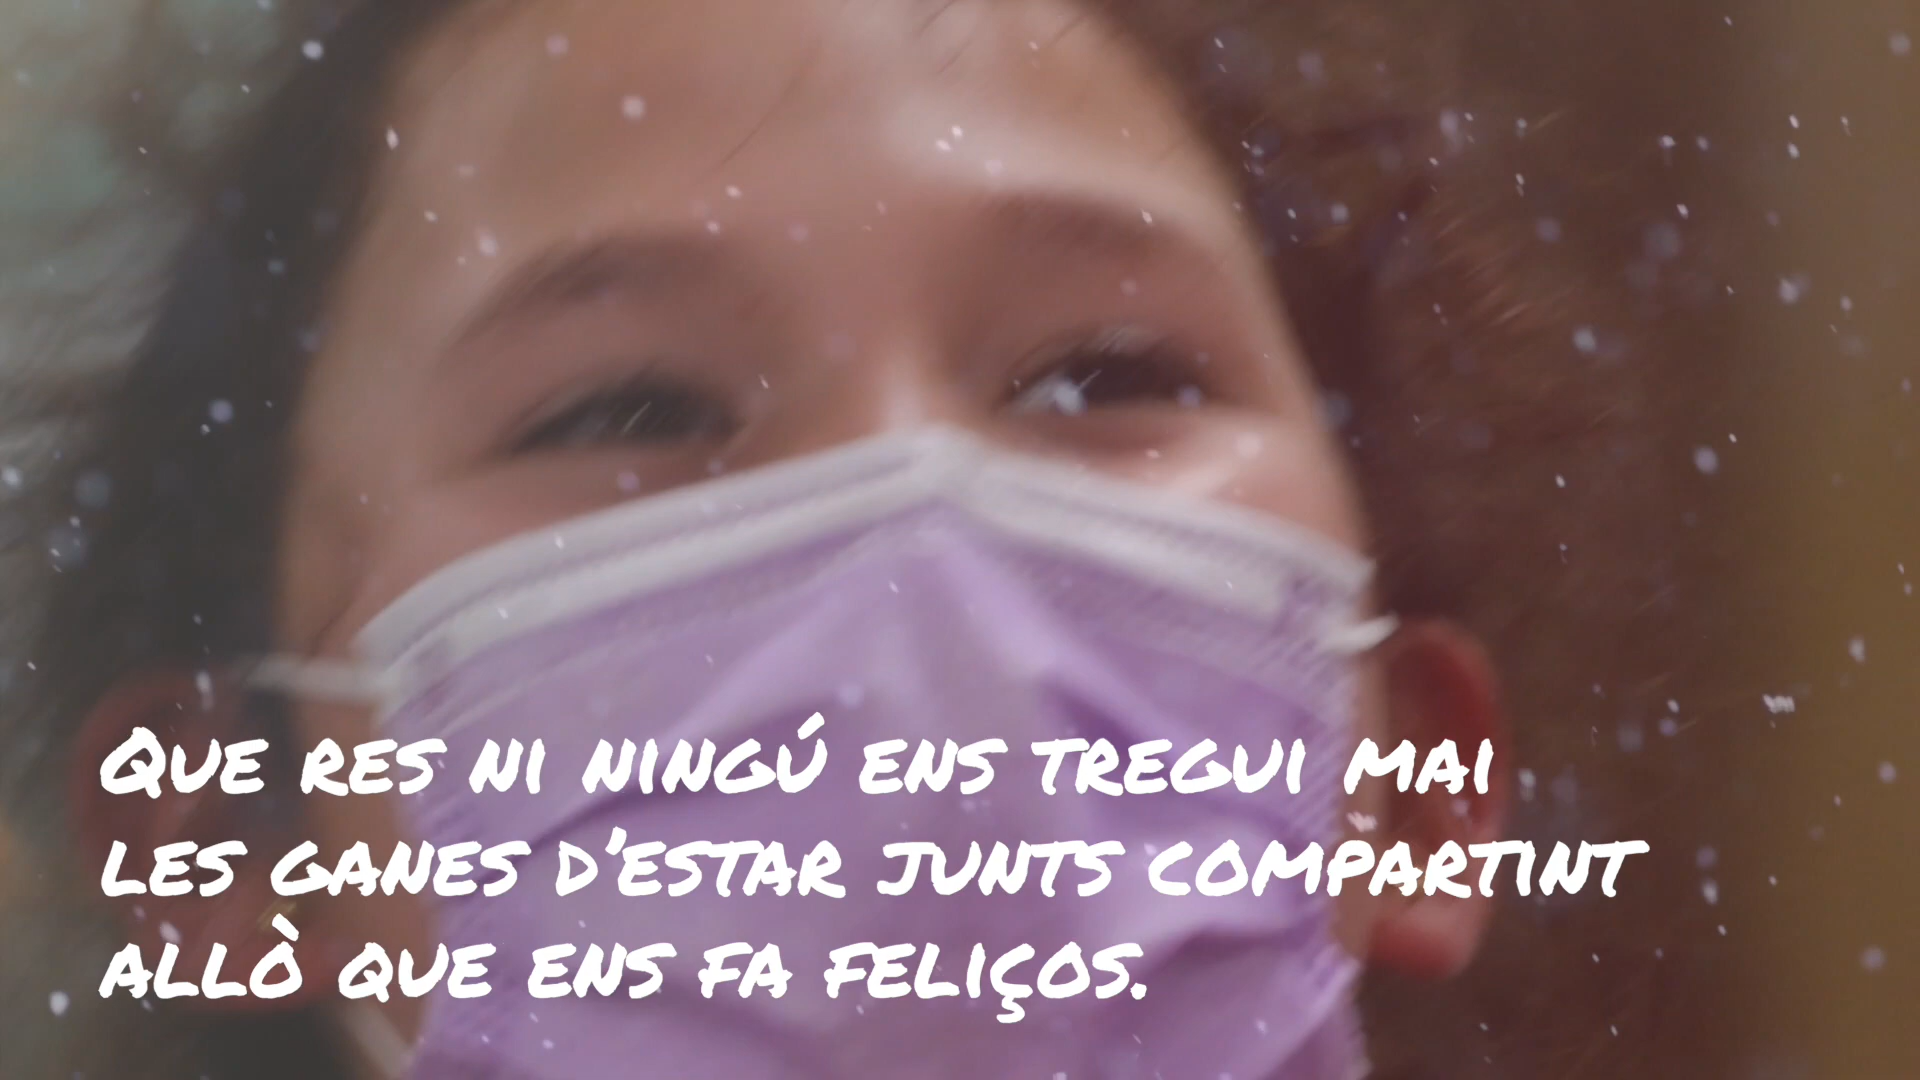 Que res ni ningú ens tregui mai
les ganes d'estar junts compartint
allò que ens fa feliços.